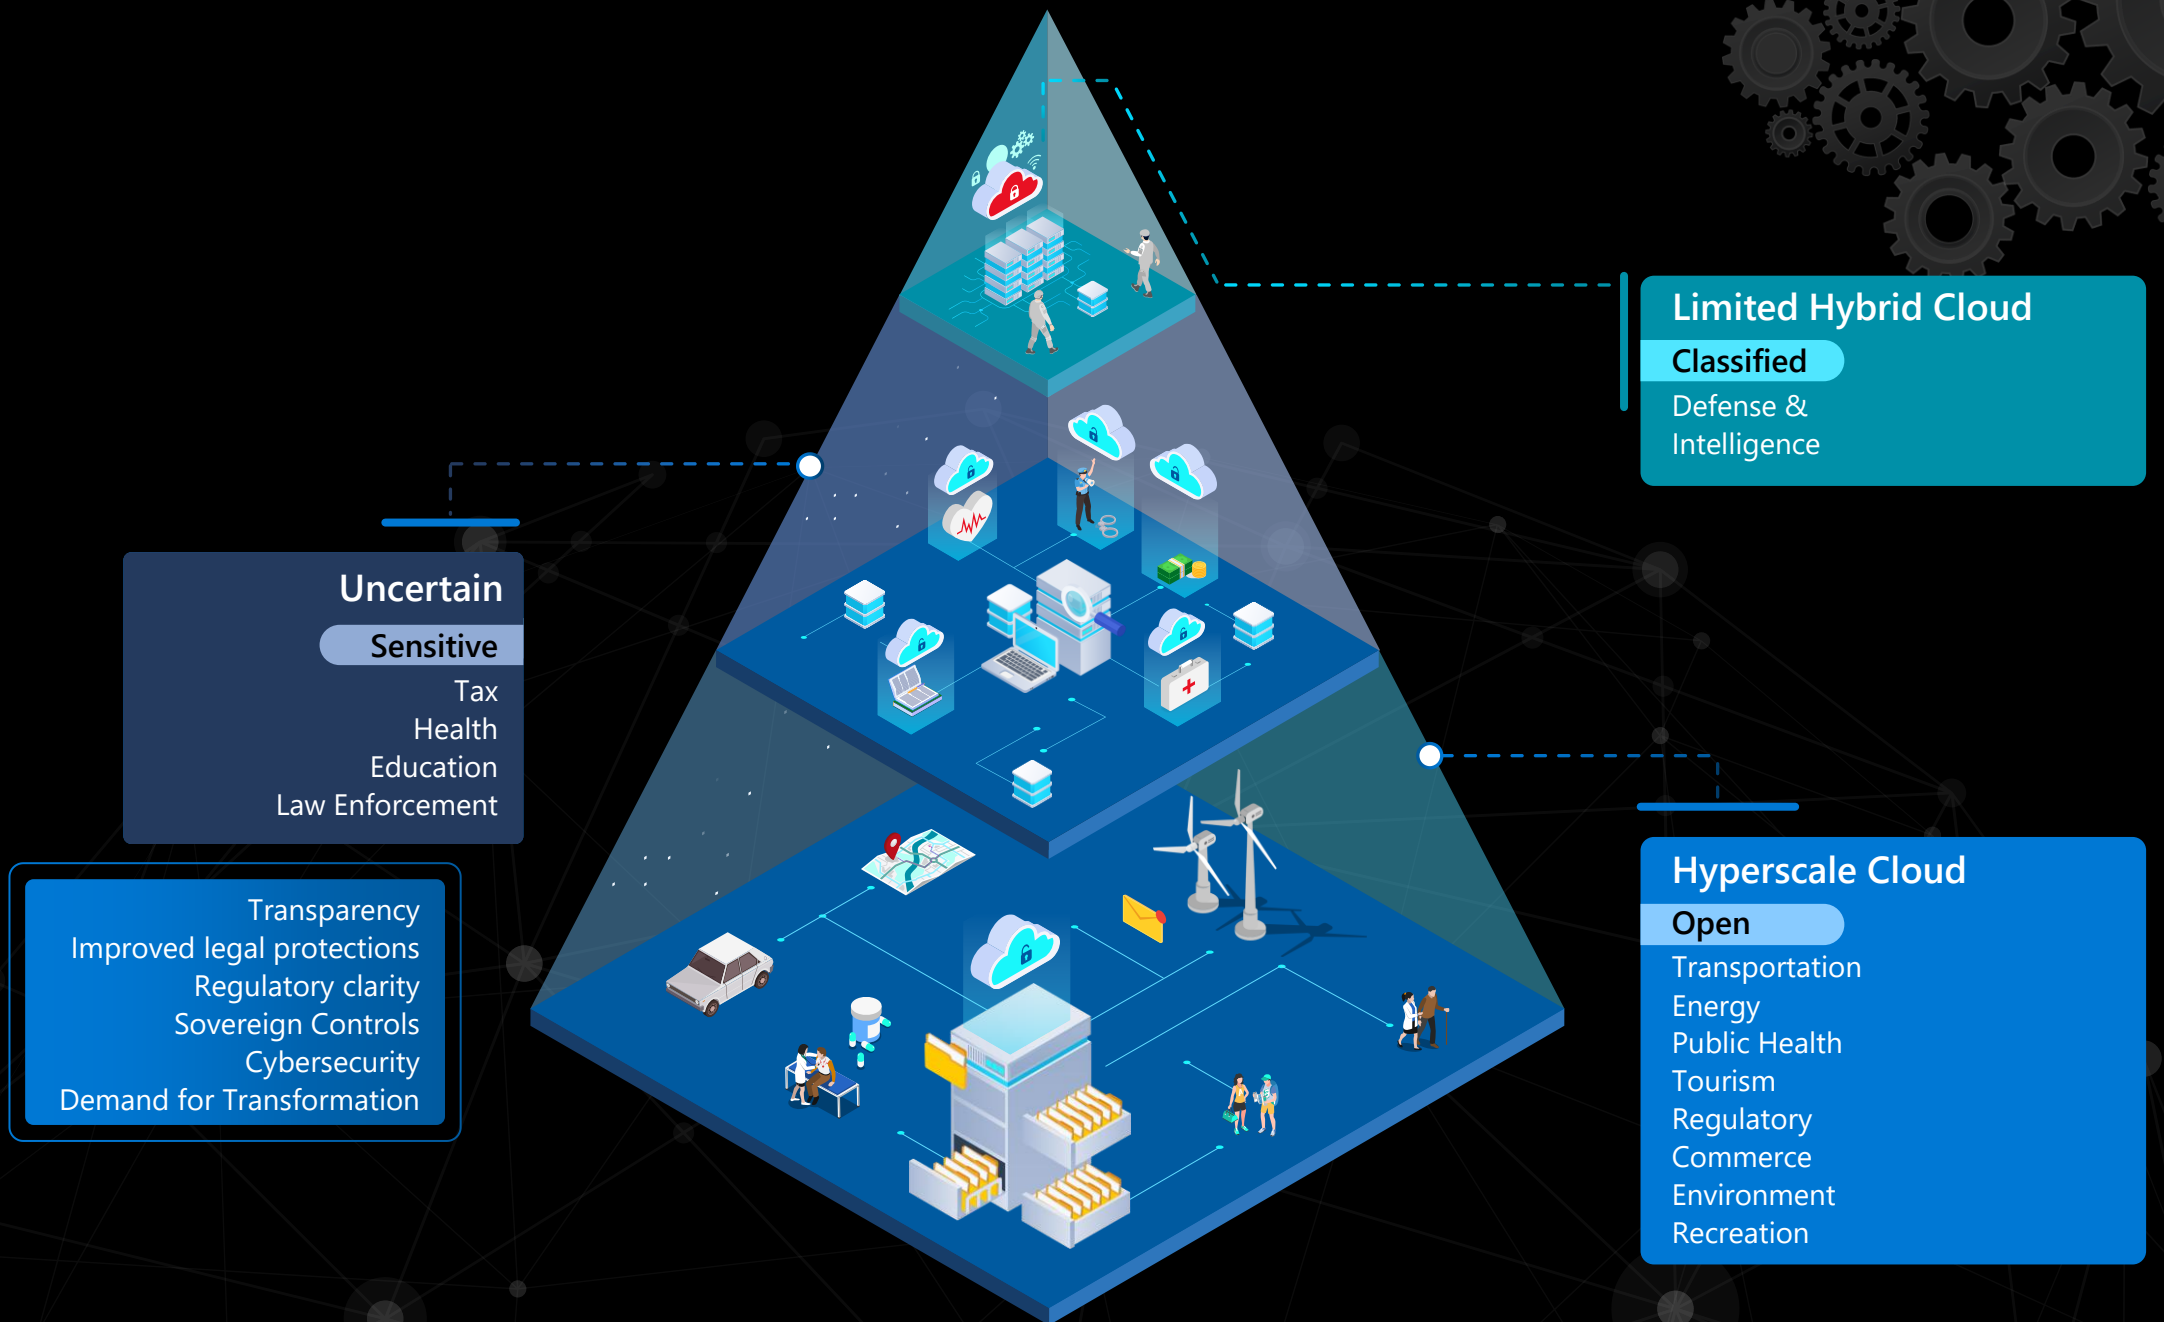 Limited Hybrid Cloud
Classified
Defense &
Intelligence
Uncertain
Sensitive
Tax
Health
Education
Law Enforcement
Transparency
Improved legal protections
Regulatory clarity
Sovereign Controls
Cybersecurity
Demand for Transformation
Hyperscale Cloud
Open
Transportation
Energy
Public Health
Tourism
Regulatory
Commerce
Environment
Recreation